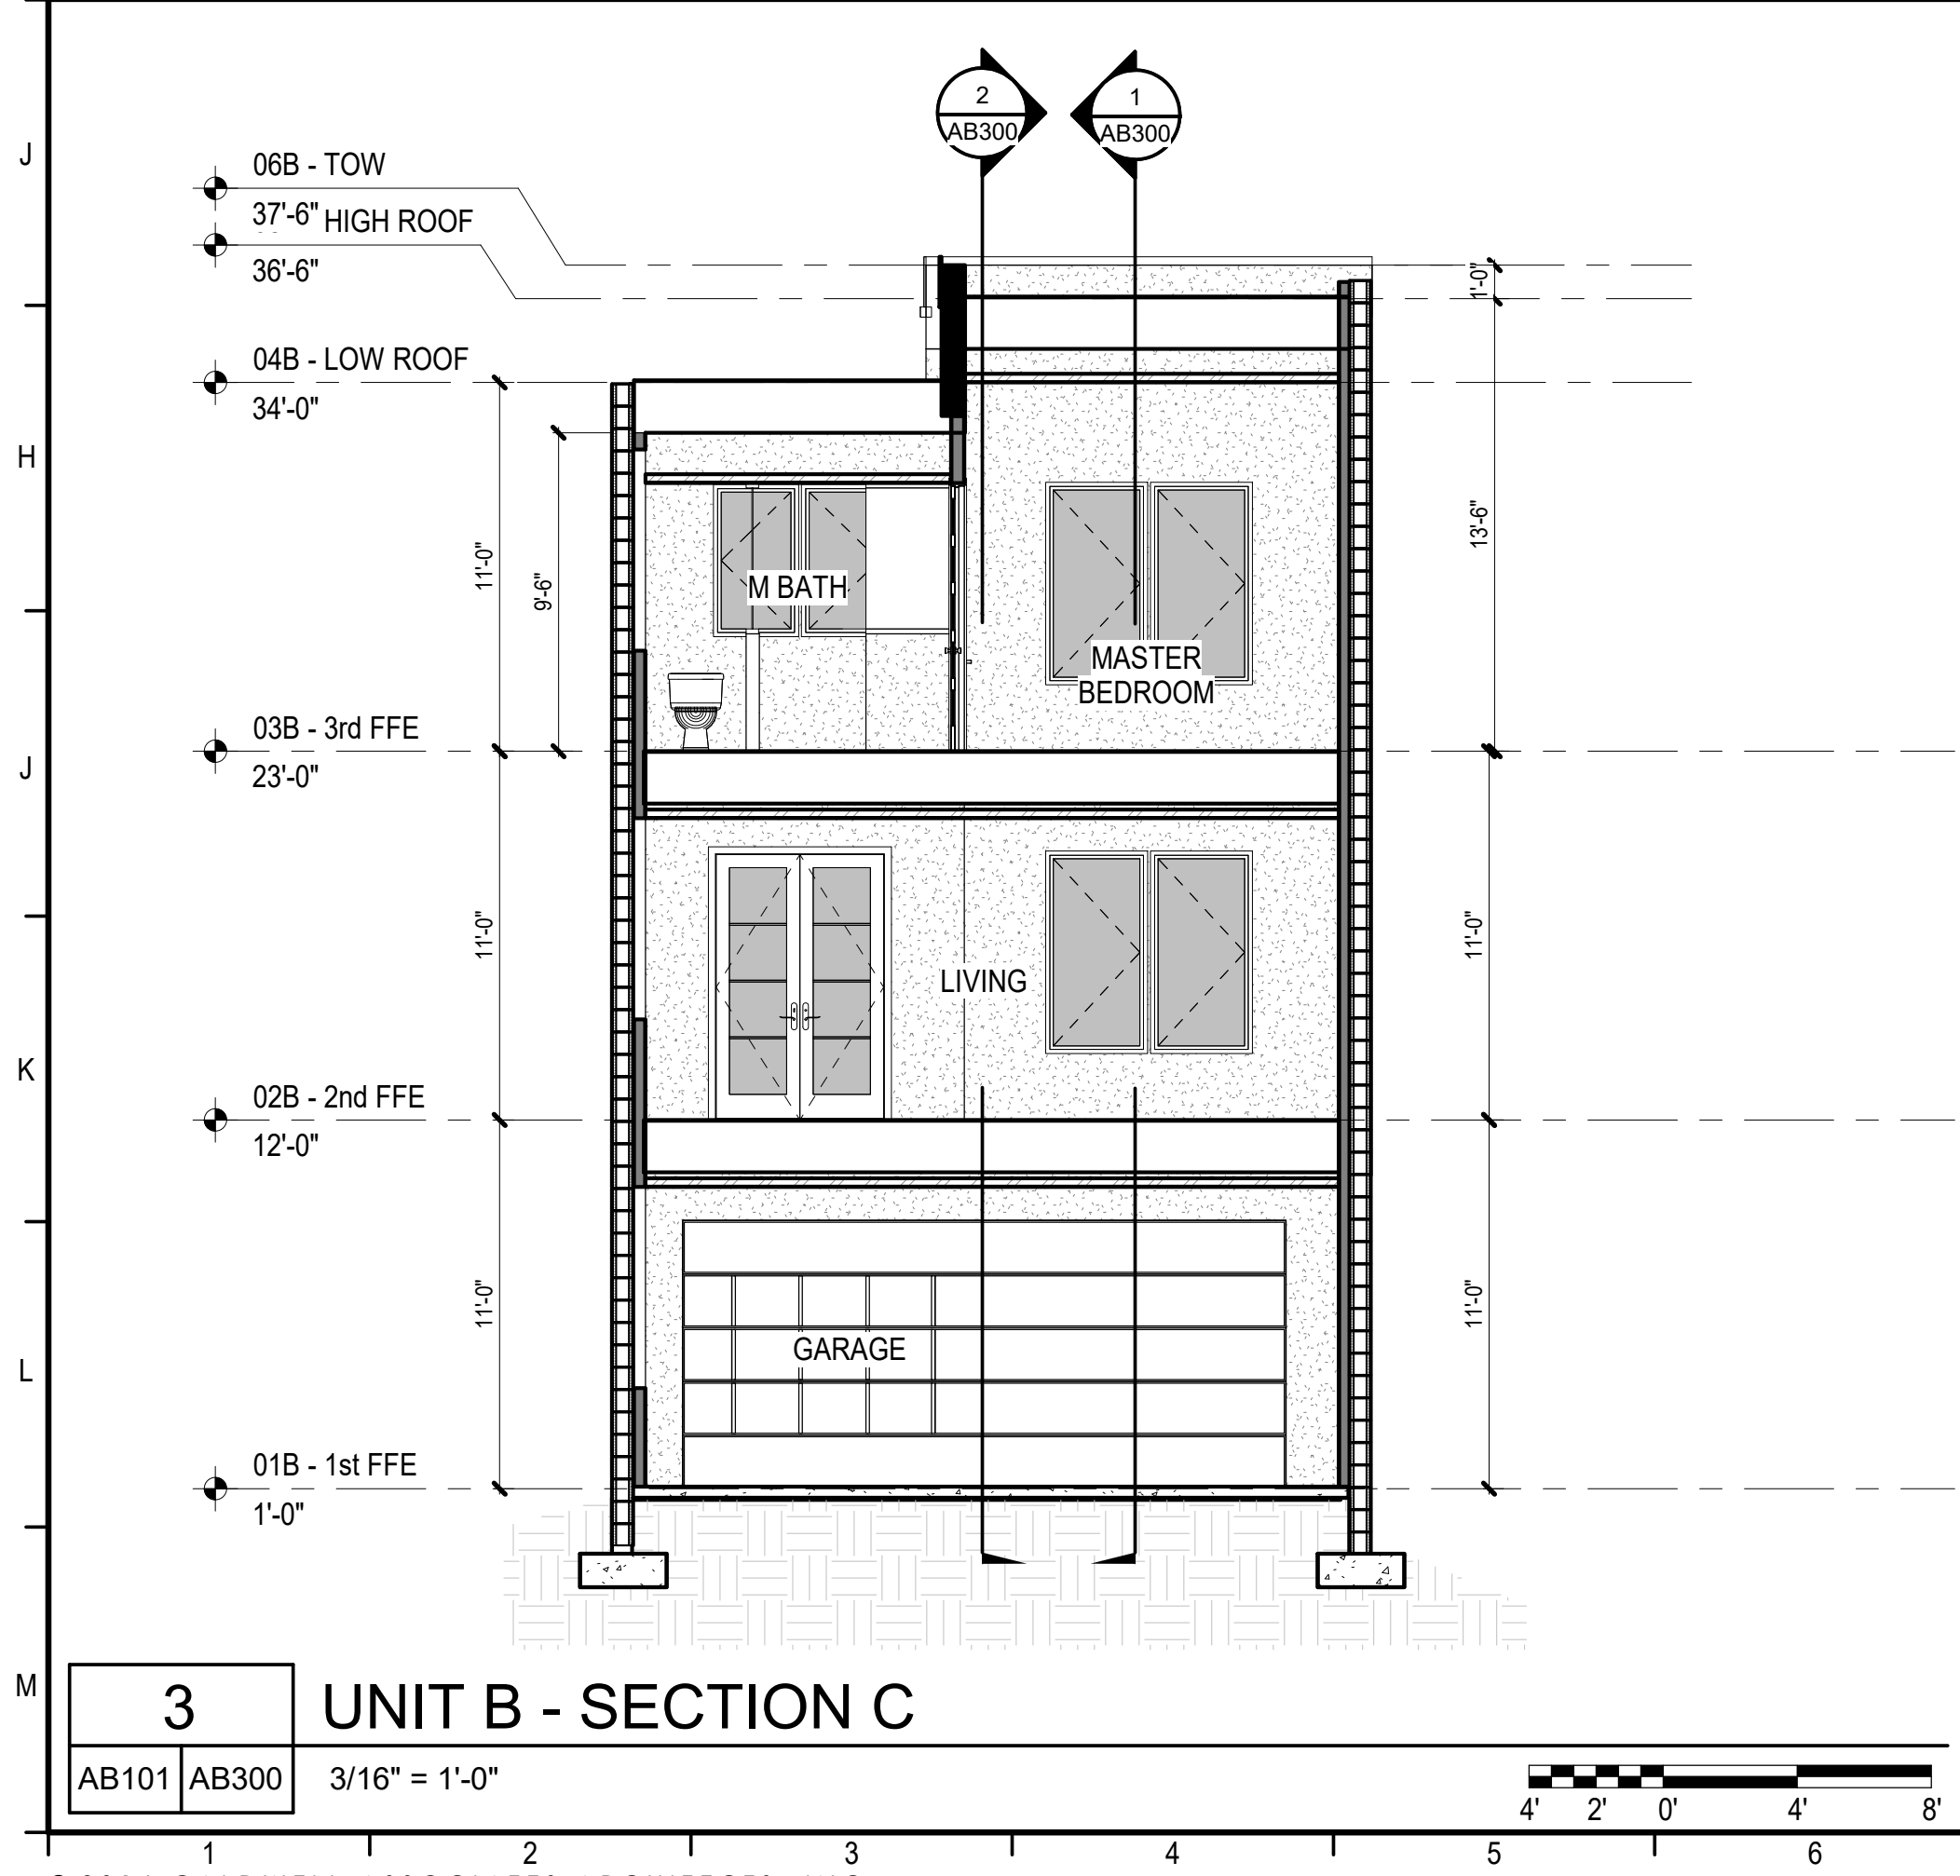 2
AB300
1
AB300
J
06B - TOW
37'-6"
HIGH ROOF
36'-6"
1'-0"
04B - LOW ROOF
34'-0"
H
11'-0"
9'-6"
13'-6"
M BATH
MASTER
BEDROOM
03B - 3rd FFE
23'-0"
J
11'-0"
LIVING
11'-0"
K
02B - 2nd FFE
12'-0"
11'-0"
GARAGE
11'-0"
L
01B - 1st FFE
1'-0"
M
3
UNIT B - SECTION C
AB101
AB300
3/16" = 1'-0"
4' 2' 0' 4' 8'
1 2 3 4 5 6